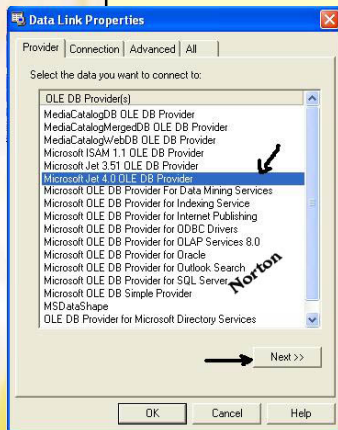 Data Link Properties
Provider Connection Advanced All
Select the data you want to connect to:
OLE DB Provider(s)
MediaCatalogDB OLE DB Provider
MediaCatalogMergedDB OLE DB Provider
MediaCatalogWebDB OLE DB Provider
Microsoft ISAM 1.1 OLE DB Provider
Microsoft Jet 3.51 OLE DB Provider
Microsoft Jet 4.0 OLE DB Provider
Microsoft OLE DB Provider For Data Mining Services
Microsoft OLE DB Provider for Indexing Service
Microsoft OLE DB Provider for Internet Publishing
Microsoft OLE DB Provider for ODBC Drivers
Microsoft OLE DB Provider for OLAP Services 8.0
Microsoft OLE DB Provider for Oracle
Microsoft OLE DB Provider for Outlook Search
Microsoft OLE DB Provider for SQL Server
Norton
Microsoft OLE DB Simple Provider
MSDataShape
OLE DB Provider for Microsoft Directory Services
Next >>
OK Cancel Help